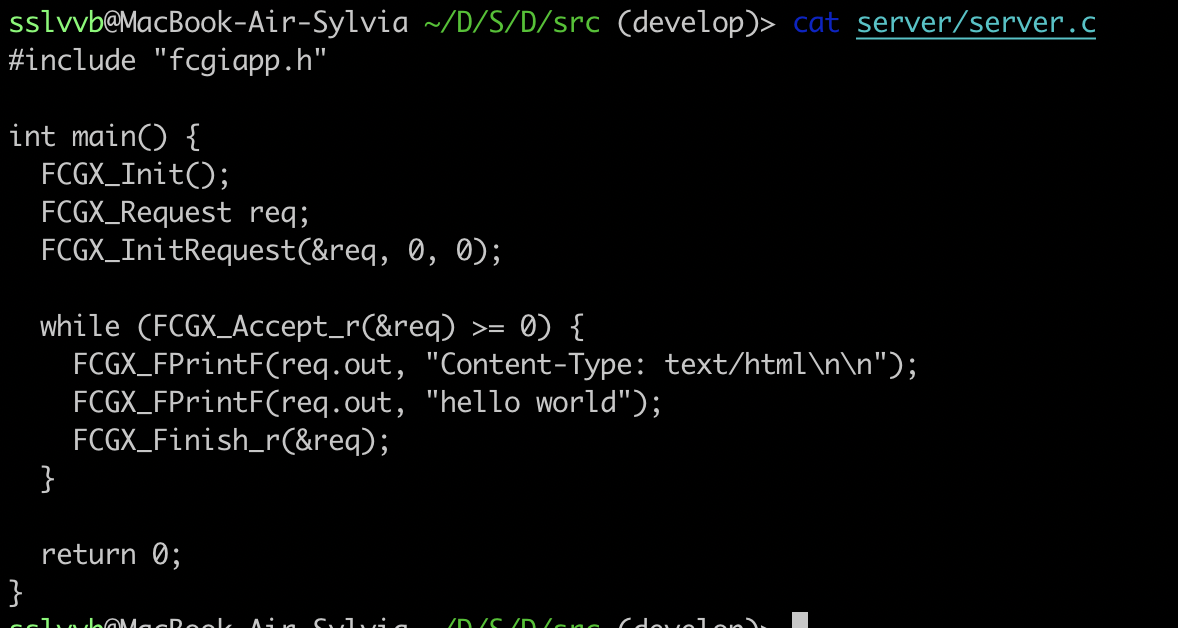 sslvvb@MacBook-Air-Sylvia ~/D/S/D/src (develop)> cat server/server.c
#include "fcgiapp.h"

int main() {
  FCGX_Init();
  FCGX_Request req;
  FCGX_InitRequest(&req, 0, 0);

  while (FCGX_Accept_r(&req) >= 0) {
    FCGX_FPrintF(req.out, "Content-Type: text/html\n\n");
    FCGX_FPrintF(req.out, "hello world");
    FCGX_Finish_r(&req);
  }

  return 0;
}
sslvvb@MacBook-Air-Sylvia ~/D/S/D/src (develop)>